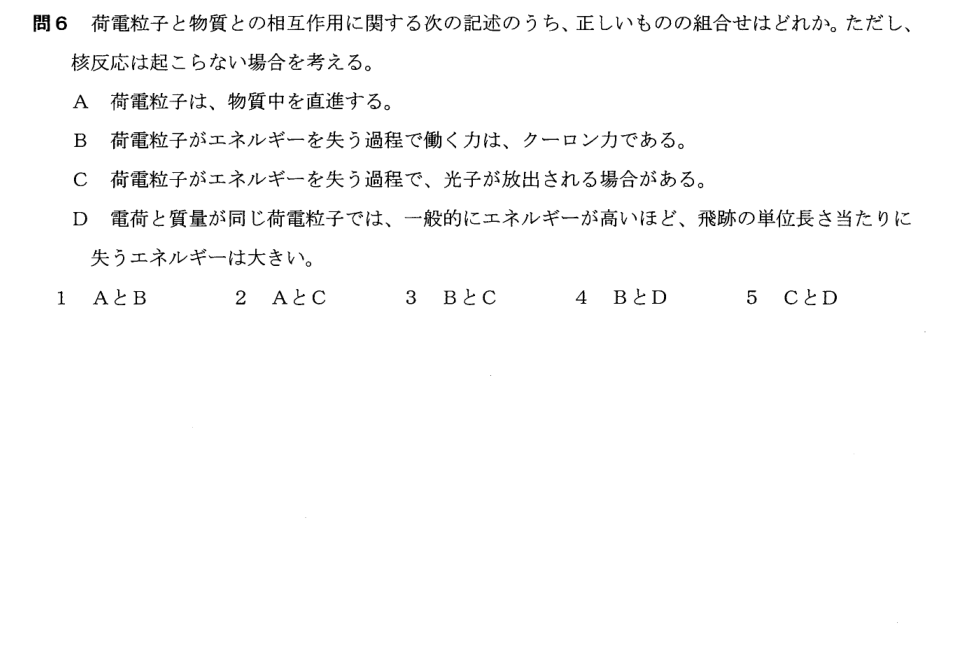 問6 荷電粒子と物質との相互作用に関する次の記述のうち、正しいものの組合せはどれか。ただし、
核反応は起こらない場合を考える。
A 荷電粒子は、物質中を直進する。
B 荷電粒子がエネルギーを失う過程で働く力は、クーロン力である。
C 荷電粒子がエネルギーを失う過程で、光子が放出される場合がある。
D 電荷と質量が同じ荷電粒子では、一般的にエネルギーが高いほど、飛跡の単位長さ当たりに
失うエネルギーは大きい。
1 AとB 2 AとC 3 BとC 4 BとD 5 CとD